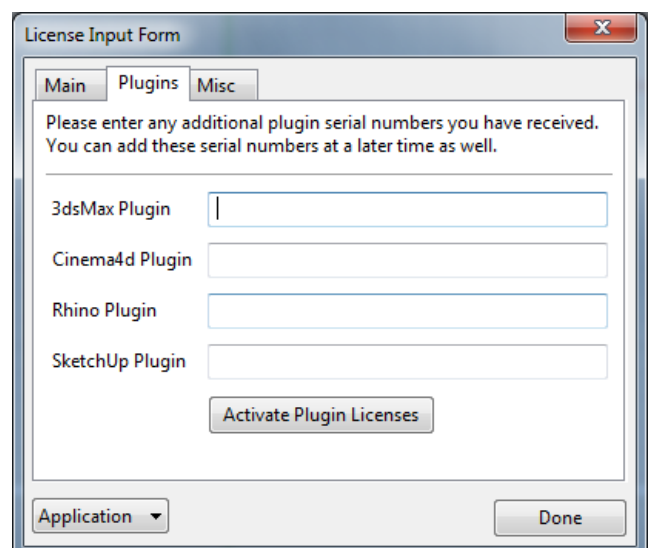 License Input Form
Main Plugins Misc
Please enter any additional plugin serial numbers you have received.
You can add these serial numbers at a later time as well.
3dsMax Plugin
Cinema4d Plugin
Rhino Plugin
SketchUp Plugin
Activate Plugin Licenses
Application Done